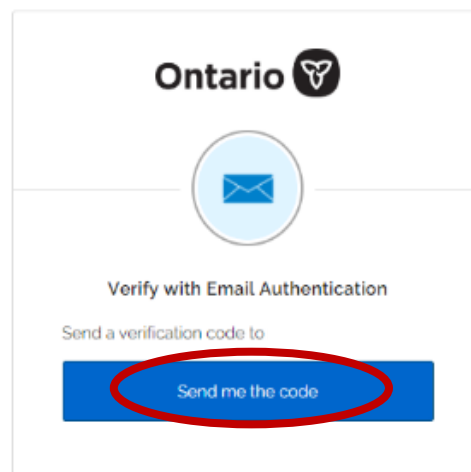 Ontario
Verify with Email Authentication
Send a verification code to
Send me the code